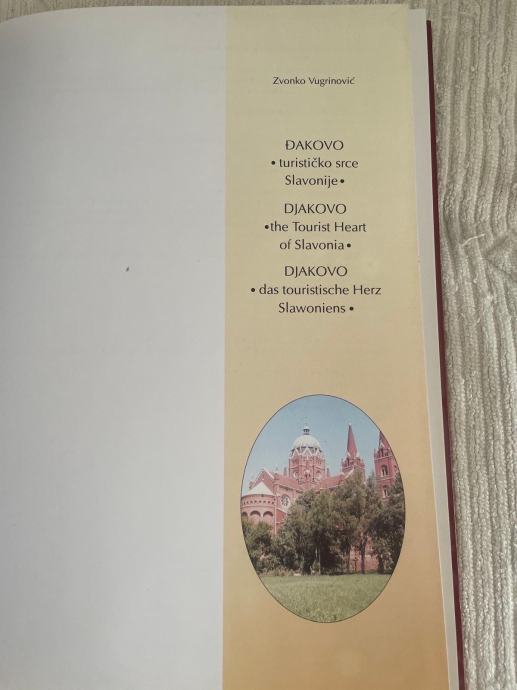 Zvonko Vugrinović
ĐAKOVO
• turističko srce
Slavonije •
DJAKOVO
•the Tourist Heart
of Slavonia •
DJAKOVO
• das touristische Herz
Slawoniens •